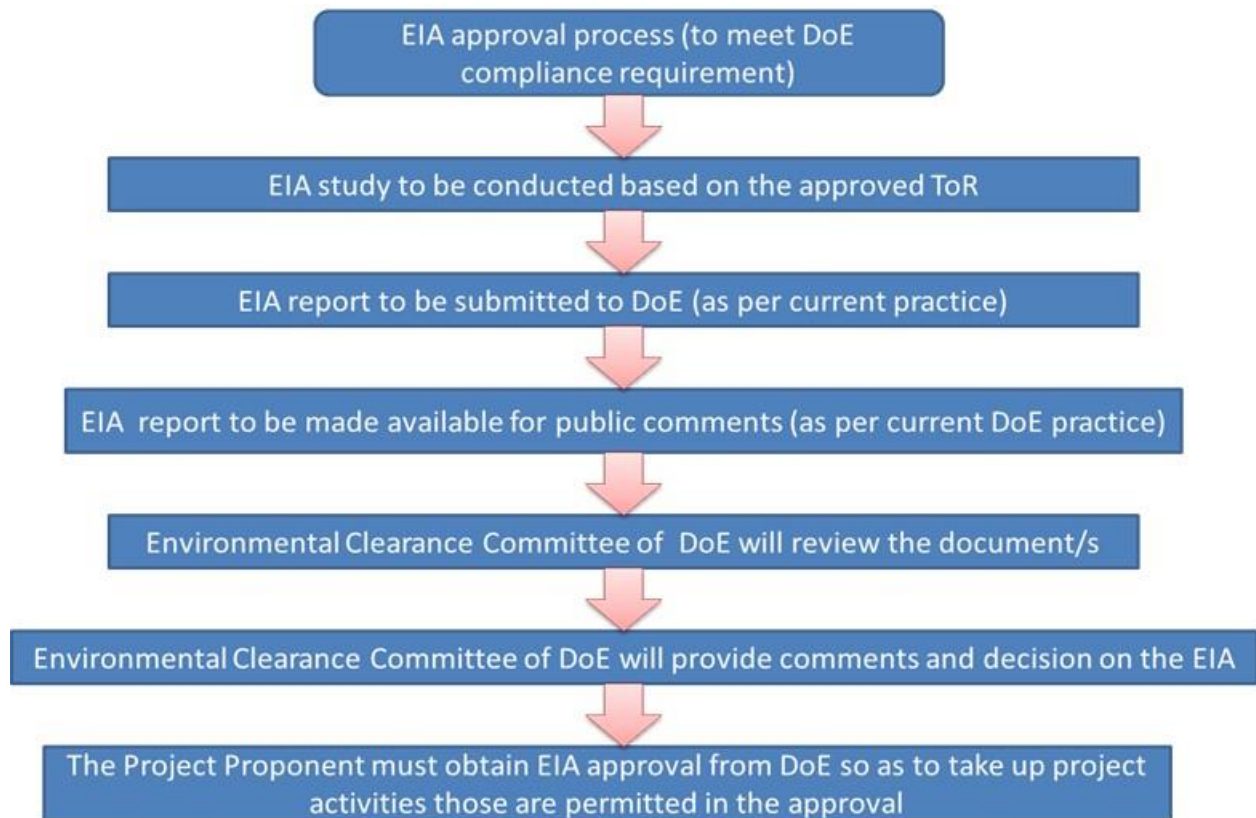 EIA approval process (to meet DoE
compliance requirement)
EIA study to be conducted based on the approved ToR
EIA report to be submitted to DoE (as per current practice)
EIA report to be made available for public comments (as per current DoE practice)
Environmental Clearance Committee of DoE will review the document/s
Environmental Clearance Committee of DoE will provide comments and decision on the EIA
The Project Proponent must obtain EIA approval from DoE so as to take up project
activities those are permitted in the approval